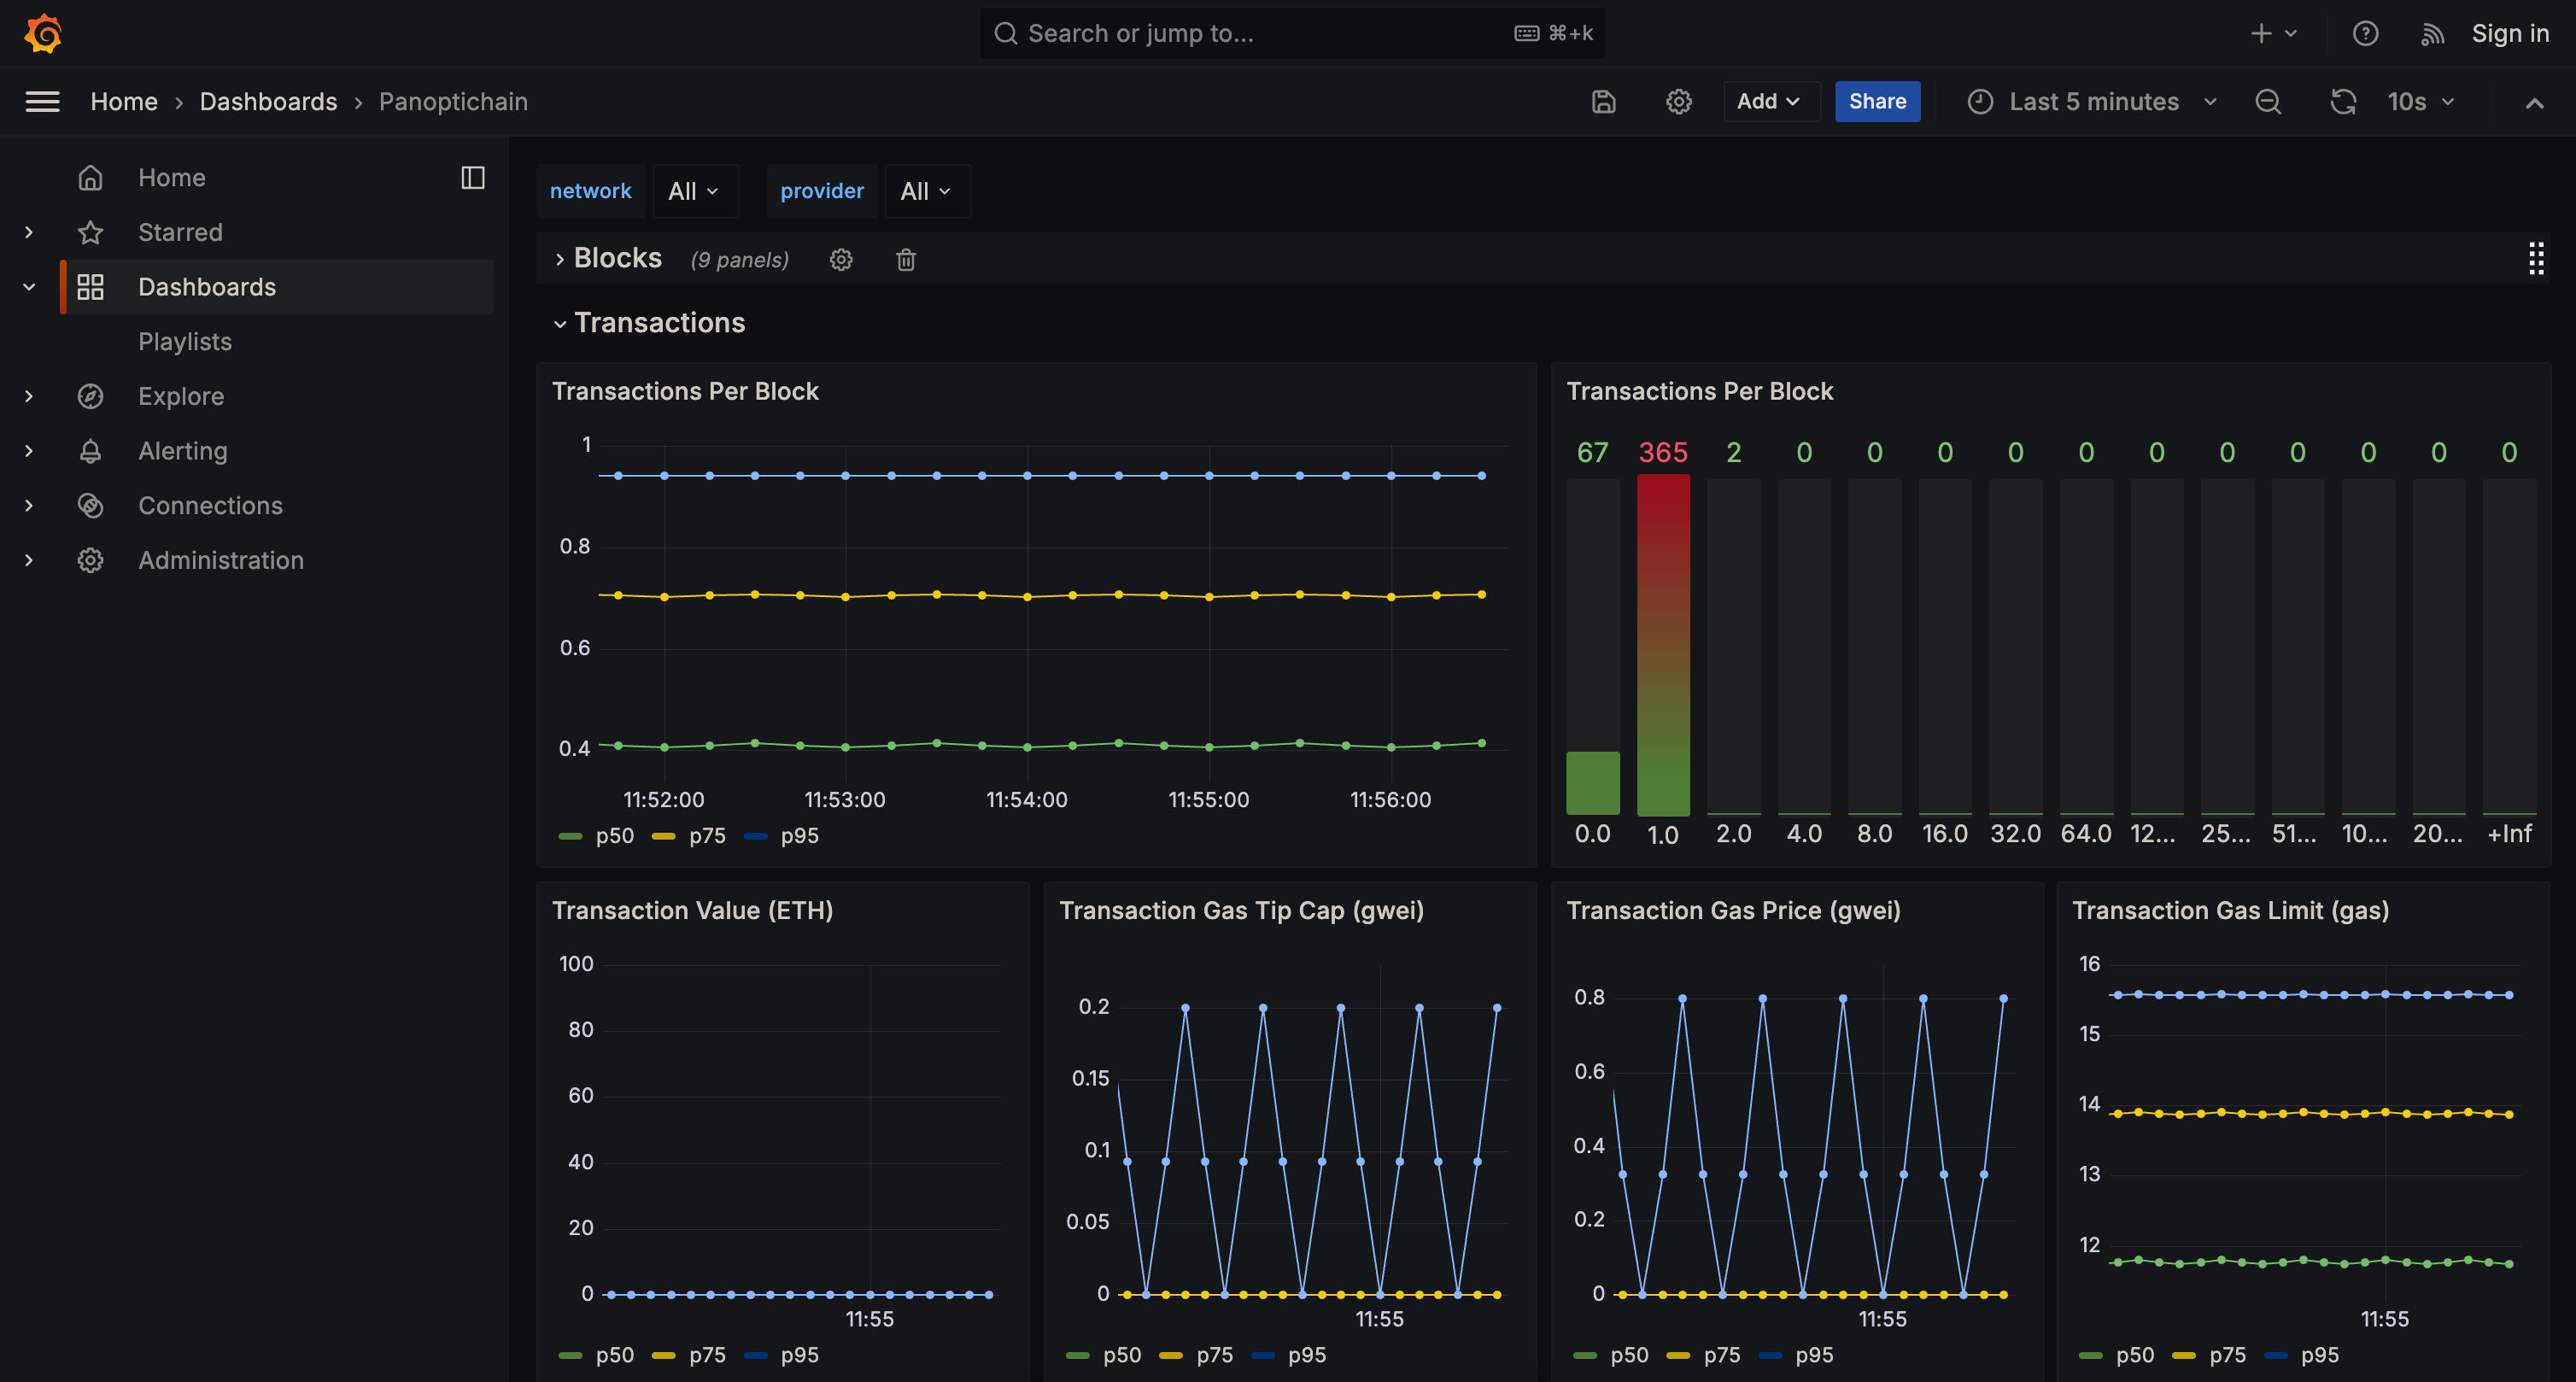 Search or jump to...
⌘+k
Sign in
Home › Dashboards › Panoptichain
Add
Share
Last 5 minutes
10s
Home
Starred
Dashboards
Playlists
Explore
Alerting
Connections
Administration
network All provider All
Blocks (9 panels)
Transactions
Transactions Per Block
1
0.8
0.6
0.4
11:52:00 11:53:00 11:54:00 11:55:00 11:56:00
p50 p75 p95
Transactions Per Block
67 365 2 0 0 0 0 0 0 0 0 0 0 0
0.0 1.0 2.0 4.0 8.0 16.0 32.0 64.0 12... 25... 51... 10... 20... +Inf
Transaction Value (ETH)
100
80
60
40
20
0
11:55
p50 p75 p95
Transaction Gas Tip Cap (gwei)
0.2
0.15
0.1
0.05
0
11:55
p50 p75 p95
Transaction Gas Price (gwei)
0.8
0.6
0.4
0.2
0
11:55
p50 p75 p95
Transaction Gas Limit (gas)
16
15
14
13
12
11:55
p50 p75 p95